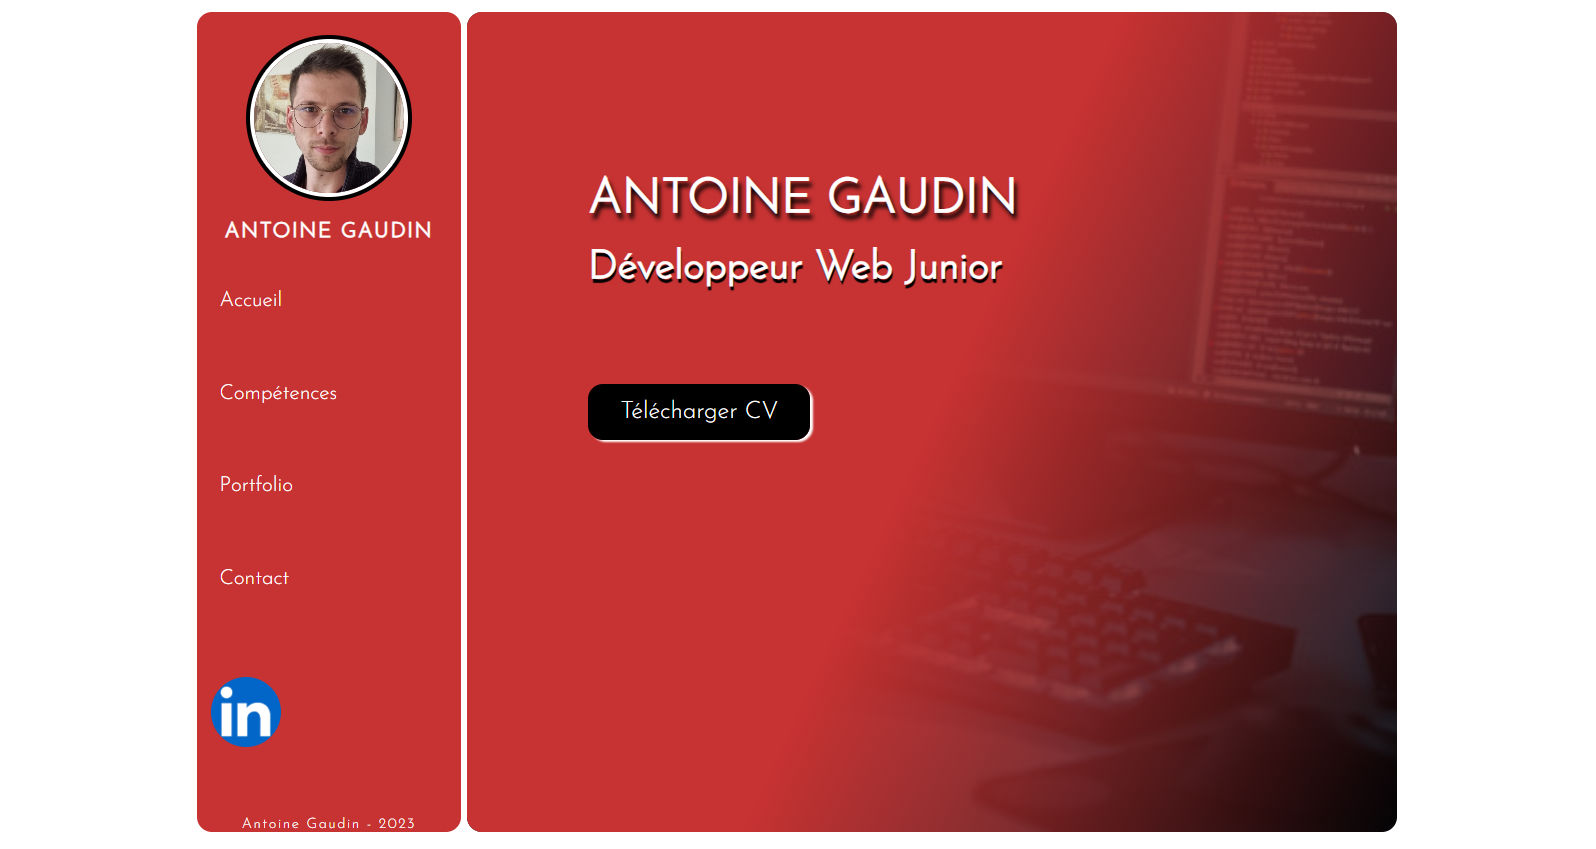 ANTOINE GAUDIN
Accueil
Compétences
Portfolio
Contact
in
Antoine Gaudin - 2023
ANTOINE GAUDIN
Développeur Web Junior
Télécharger CV